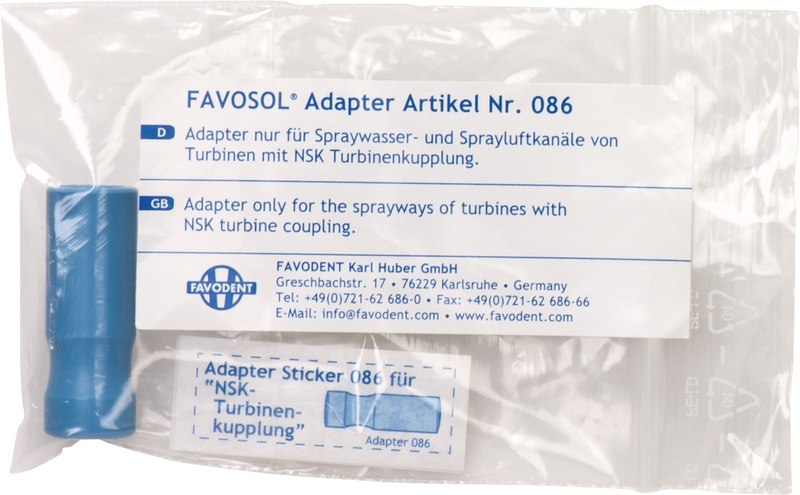 FAVOSOL® Adapter Artikel Nr. 086
D Adapter nur für Spraywasser- und Sprayluftkanäle von
Turbinen mit NSK Turbinenkupplung.
GB Adapter only for the sprayways of turbines with
NSK turbine coupling.
FAVODENT
FAVODENT Karl Huber GmbH
Greschbachstr. 17 • 76229 Karlsruhe • Germany
Tel: +49(0)721-62 686-0 • Fax: +49(0)721-62 686-66
E-Mail: info@favodent.com • www.favodent.com
Adapter Sticker 086 für
"NSK-
Turbinen-
kupplung"
Adapter 086